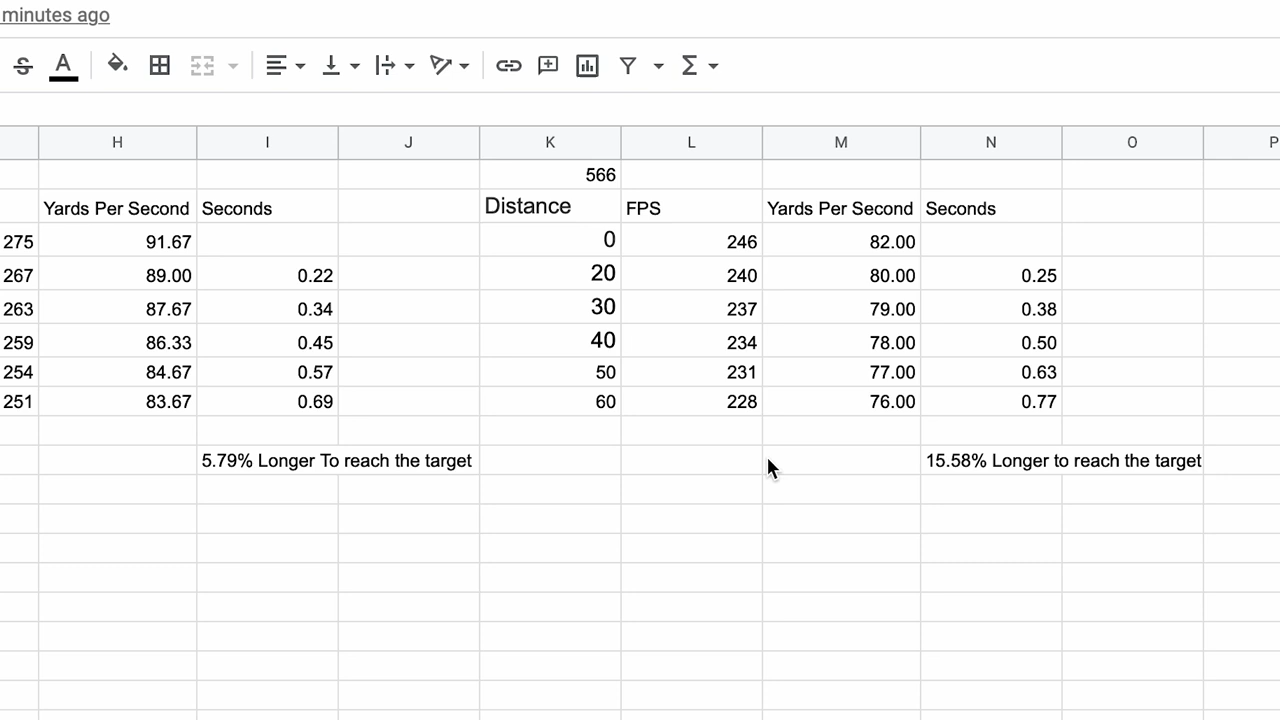 minutes ago
H I J K L M N O P
566
Yards Per Second Seconds Distance FPS Yards Per Second Seconds
275 91.67 0 246 82.00
267 89.00 0.22 20 240 80.00 0.25
263 87.67 0.34 30 237 79.00 0.38
259 86.33 0.45 40 234 78.00 0.50
254 84.67 0.57 50 231 77.00 0.63
251 83.67 0.69 60 228 76.00 0.77
5.79% Longer To reach the target 15.58% Longer to reach the target